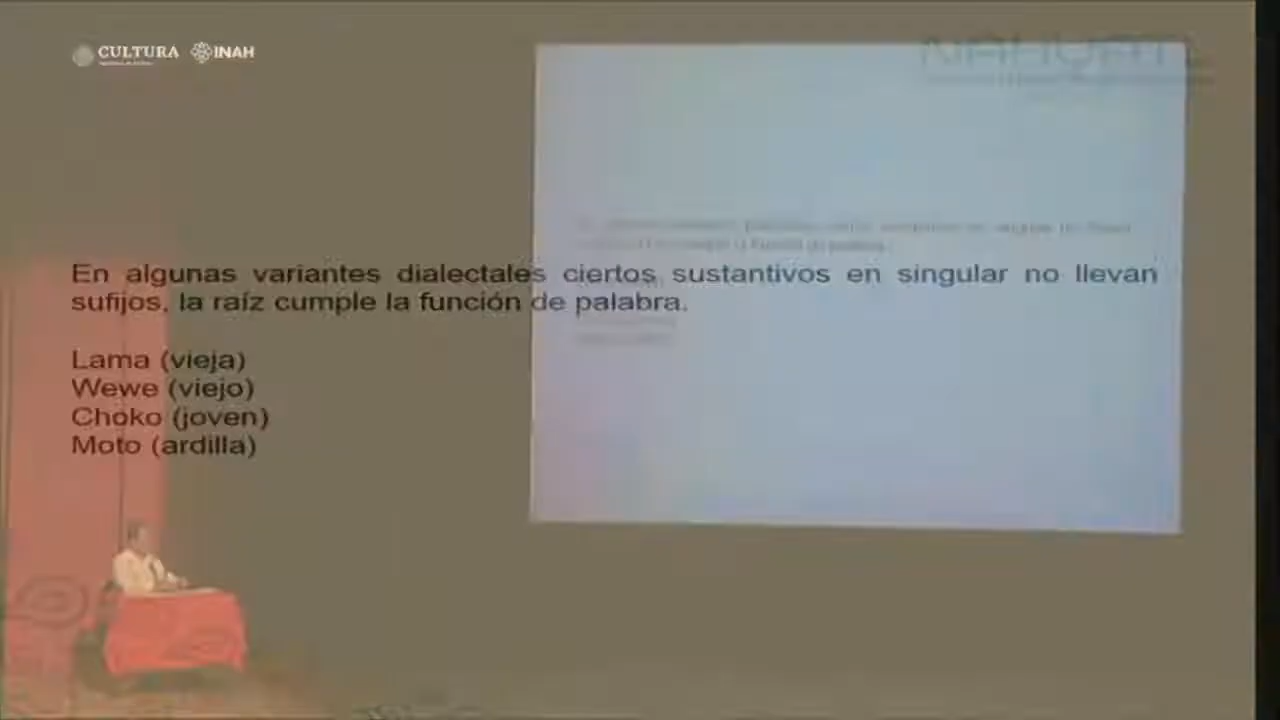 CULTURA INAH
NAHUATL
En algunas variantes dialectales ciertos sustantivos en singular no llevan
sufijos, la raíz cumple la función de palabra.
Lama (vieja)
Wewe (viejo)
Choko (joven)
Moto (ardilla)